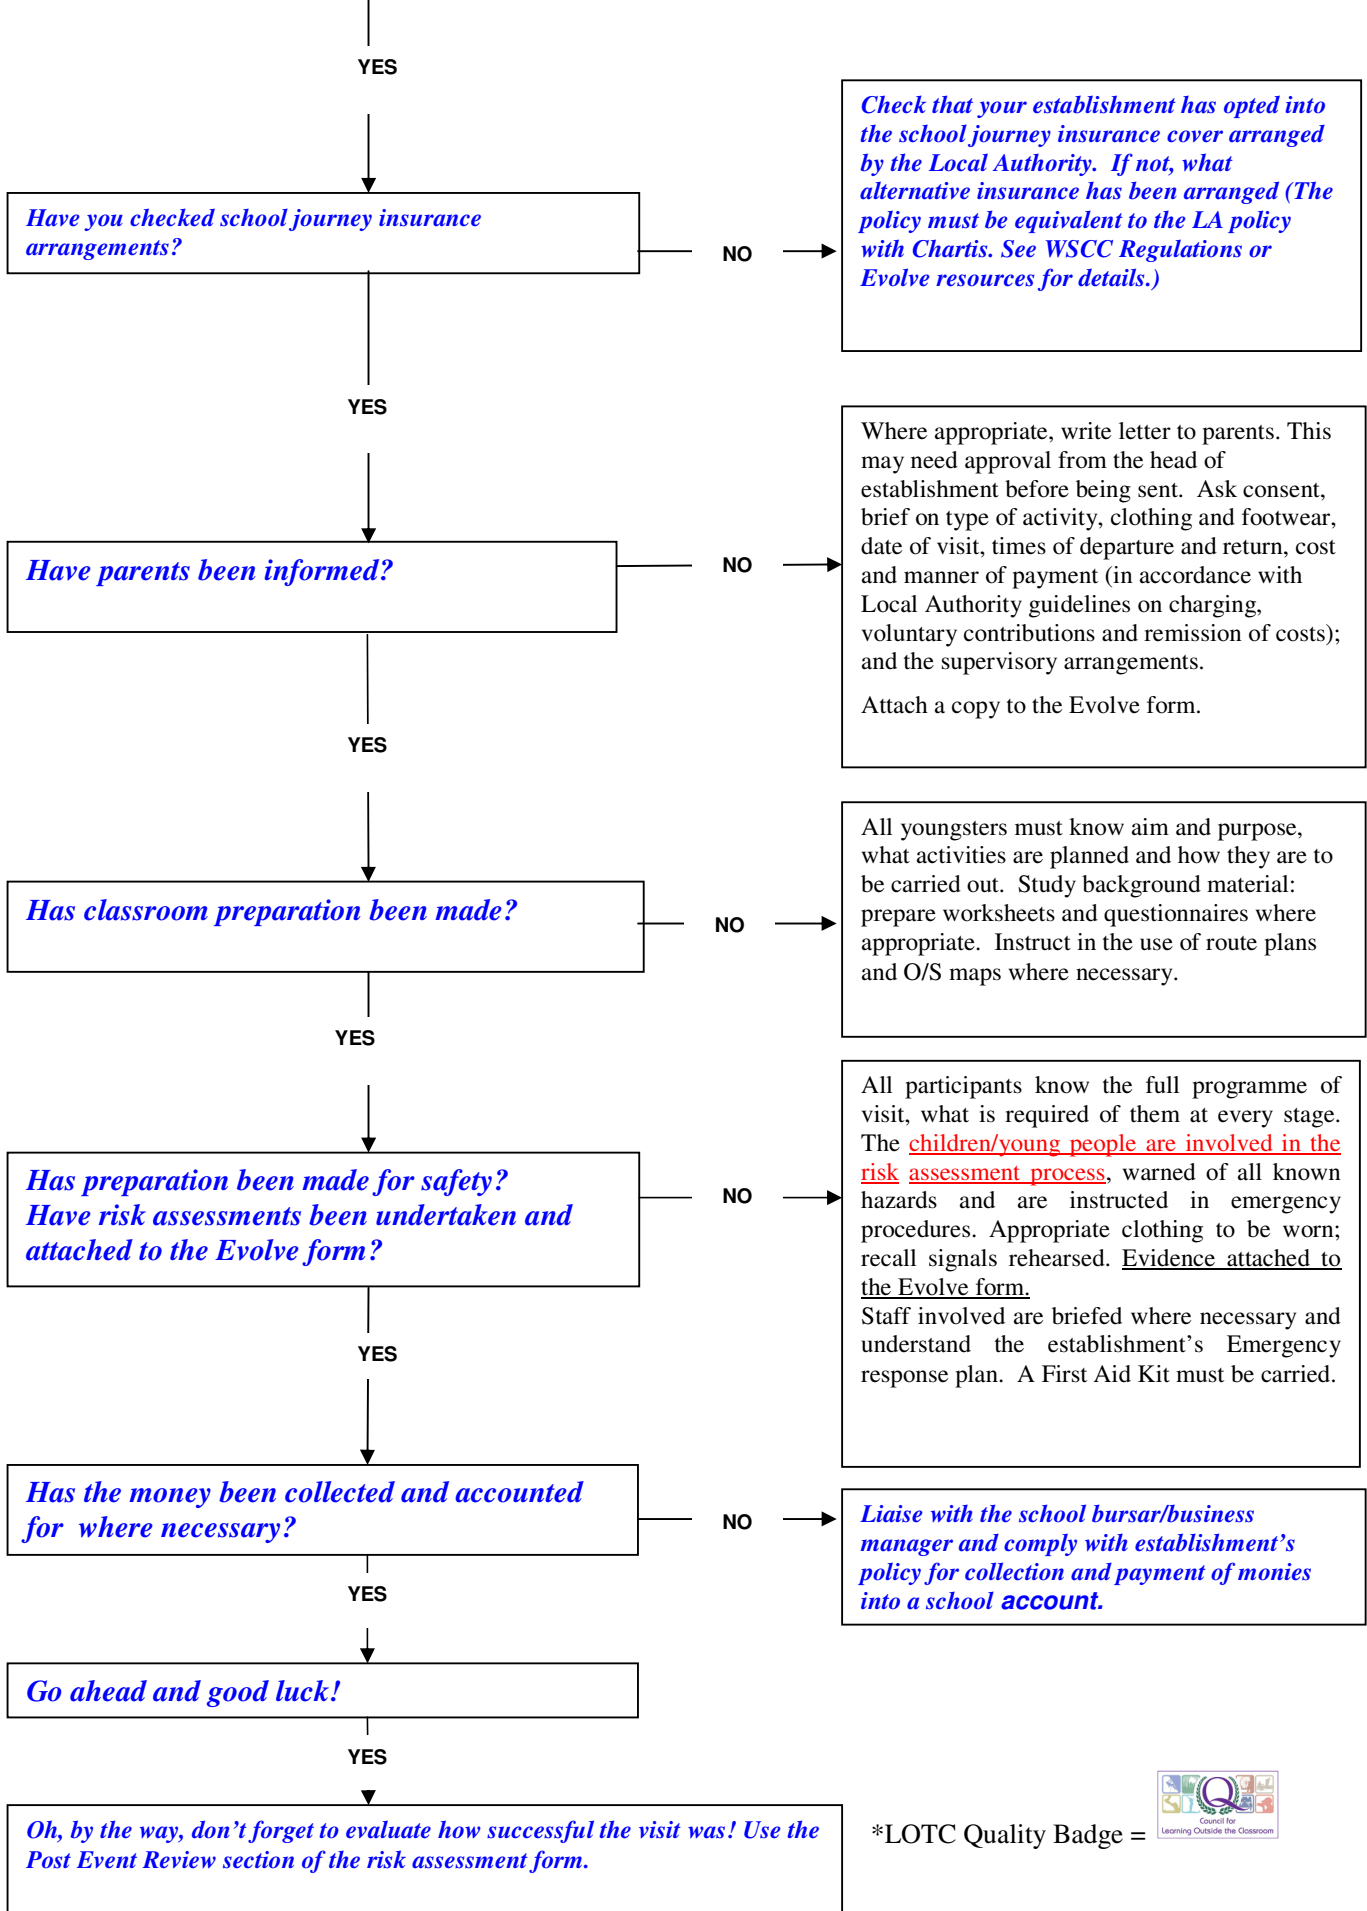 YES
Check that your establishment has opted into
the school journey insurance cover arranged
by the Local Authority.  If not, what
alternative insurance has been arranged (The
policy must be equivalent to the LA policy
with Chartis. See WSCC Regulations or
Evolve resources for details.)
Have you checked school journey insurance
arrangements?
NO
YES
Where appropriate, write letter to parents. This
may need approval from the head of
establishment before being sent.  Ask consent,
brief on type of activity, clothing and footwear,
date of visit, times of departure and return, cost
and manner of payment (in accordance with
Local Authority guidelines on charging,
voluntary contributions and remission of costs);
and the supervisory arrangements.
Attach a copy to the Evolve form.
Have parents been informed?
NO
YES
All youngsters must know aim and purpose,
what activities are planned and how they are to
be carried out.  Study background material:
prepare worksheets and questionnaires where
appropriate.  Instruct in the use of route plans
and O/S maps where necessary.
Has classroom preparation been made?
NO
YES
All participants know the full programme of
visit, what is required of them at every stage.
The children/young people are involved in the
risk assessment process, warned of all known
hazards and are instructed in emergency
procedures. Appropriate clothing to be worn;
recall signals rehearsed. Evidence attached to
the Evolve form.
Staff involved are briefed where necessary and
understand the establishment’s Emergency
response plan.  A First Aid Kit must be carried.
Has preparation been made for safety?
Have risk assessments been undertaken and
attached to the Evolve form?
NO
YES
Has the money been collected and accounted
for  where necessary?
NO
Liaise with the school bursar/business
manager and comply with establishment’s
policy for collection and payment of monies
into a school account.
YES
Go ahead and good luck!
YES
Oh, by the way, don’t forget to evaluate how successful the visit was! Use the
Post Event Review section of the risk assessment form.
*LOTC Quality Badge =
Q
Council for
Learning Outside the Classroom